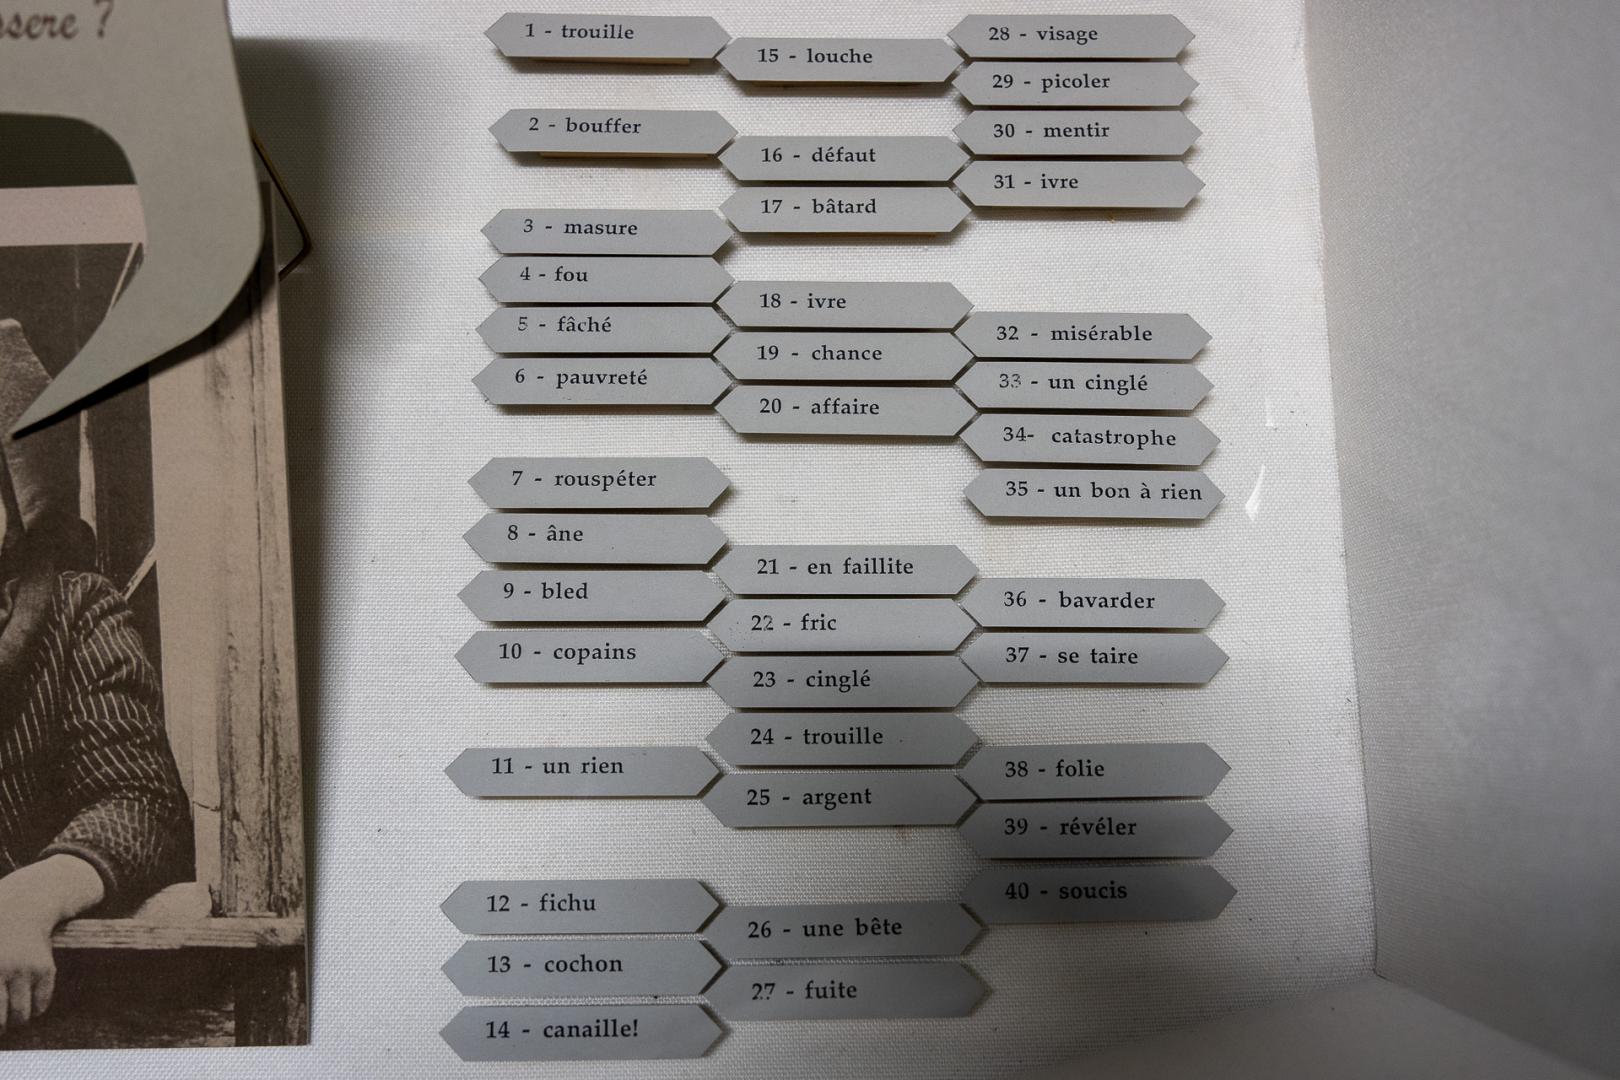 ssere ?
1 - trouille
2 - bouffer
3 - masure
4 - fou
5 - fâché
6 - pauvreté
7 - rouspéter
8 - âne
9 - bled
10 - copains
11 - un rien
12 - fichu
13 - cochon
14 - canaille!
15 - louche
16 - défaut
17 - bâtard
18 - ivre
19 - chance
20 - affaire
21 - en faillite
22 - fric
23 - cinglé
24 - trouille
25 - argent
26 - une bête
27 - fuite
28 - visage
29 - picoler
30 - mentir
31 - ivre
32 - misérable
33 - un cinglé
34- catastrophe
35 - un bon à rien
36 - bavarder
37 - se taire
38 - folie
39 - révéler
40 - soucis